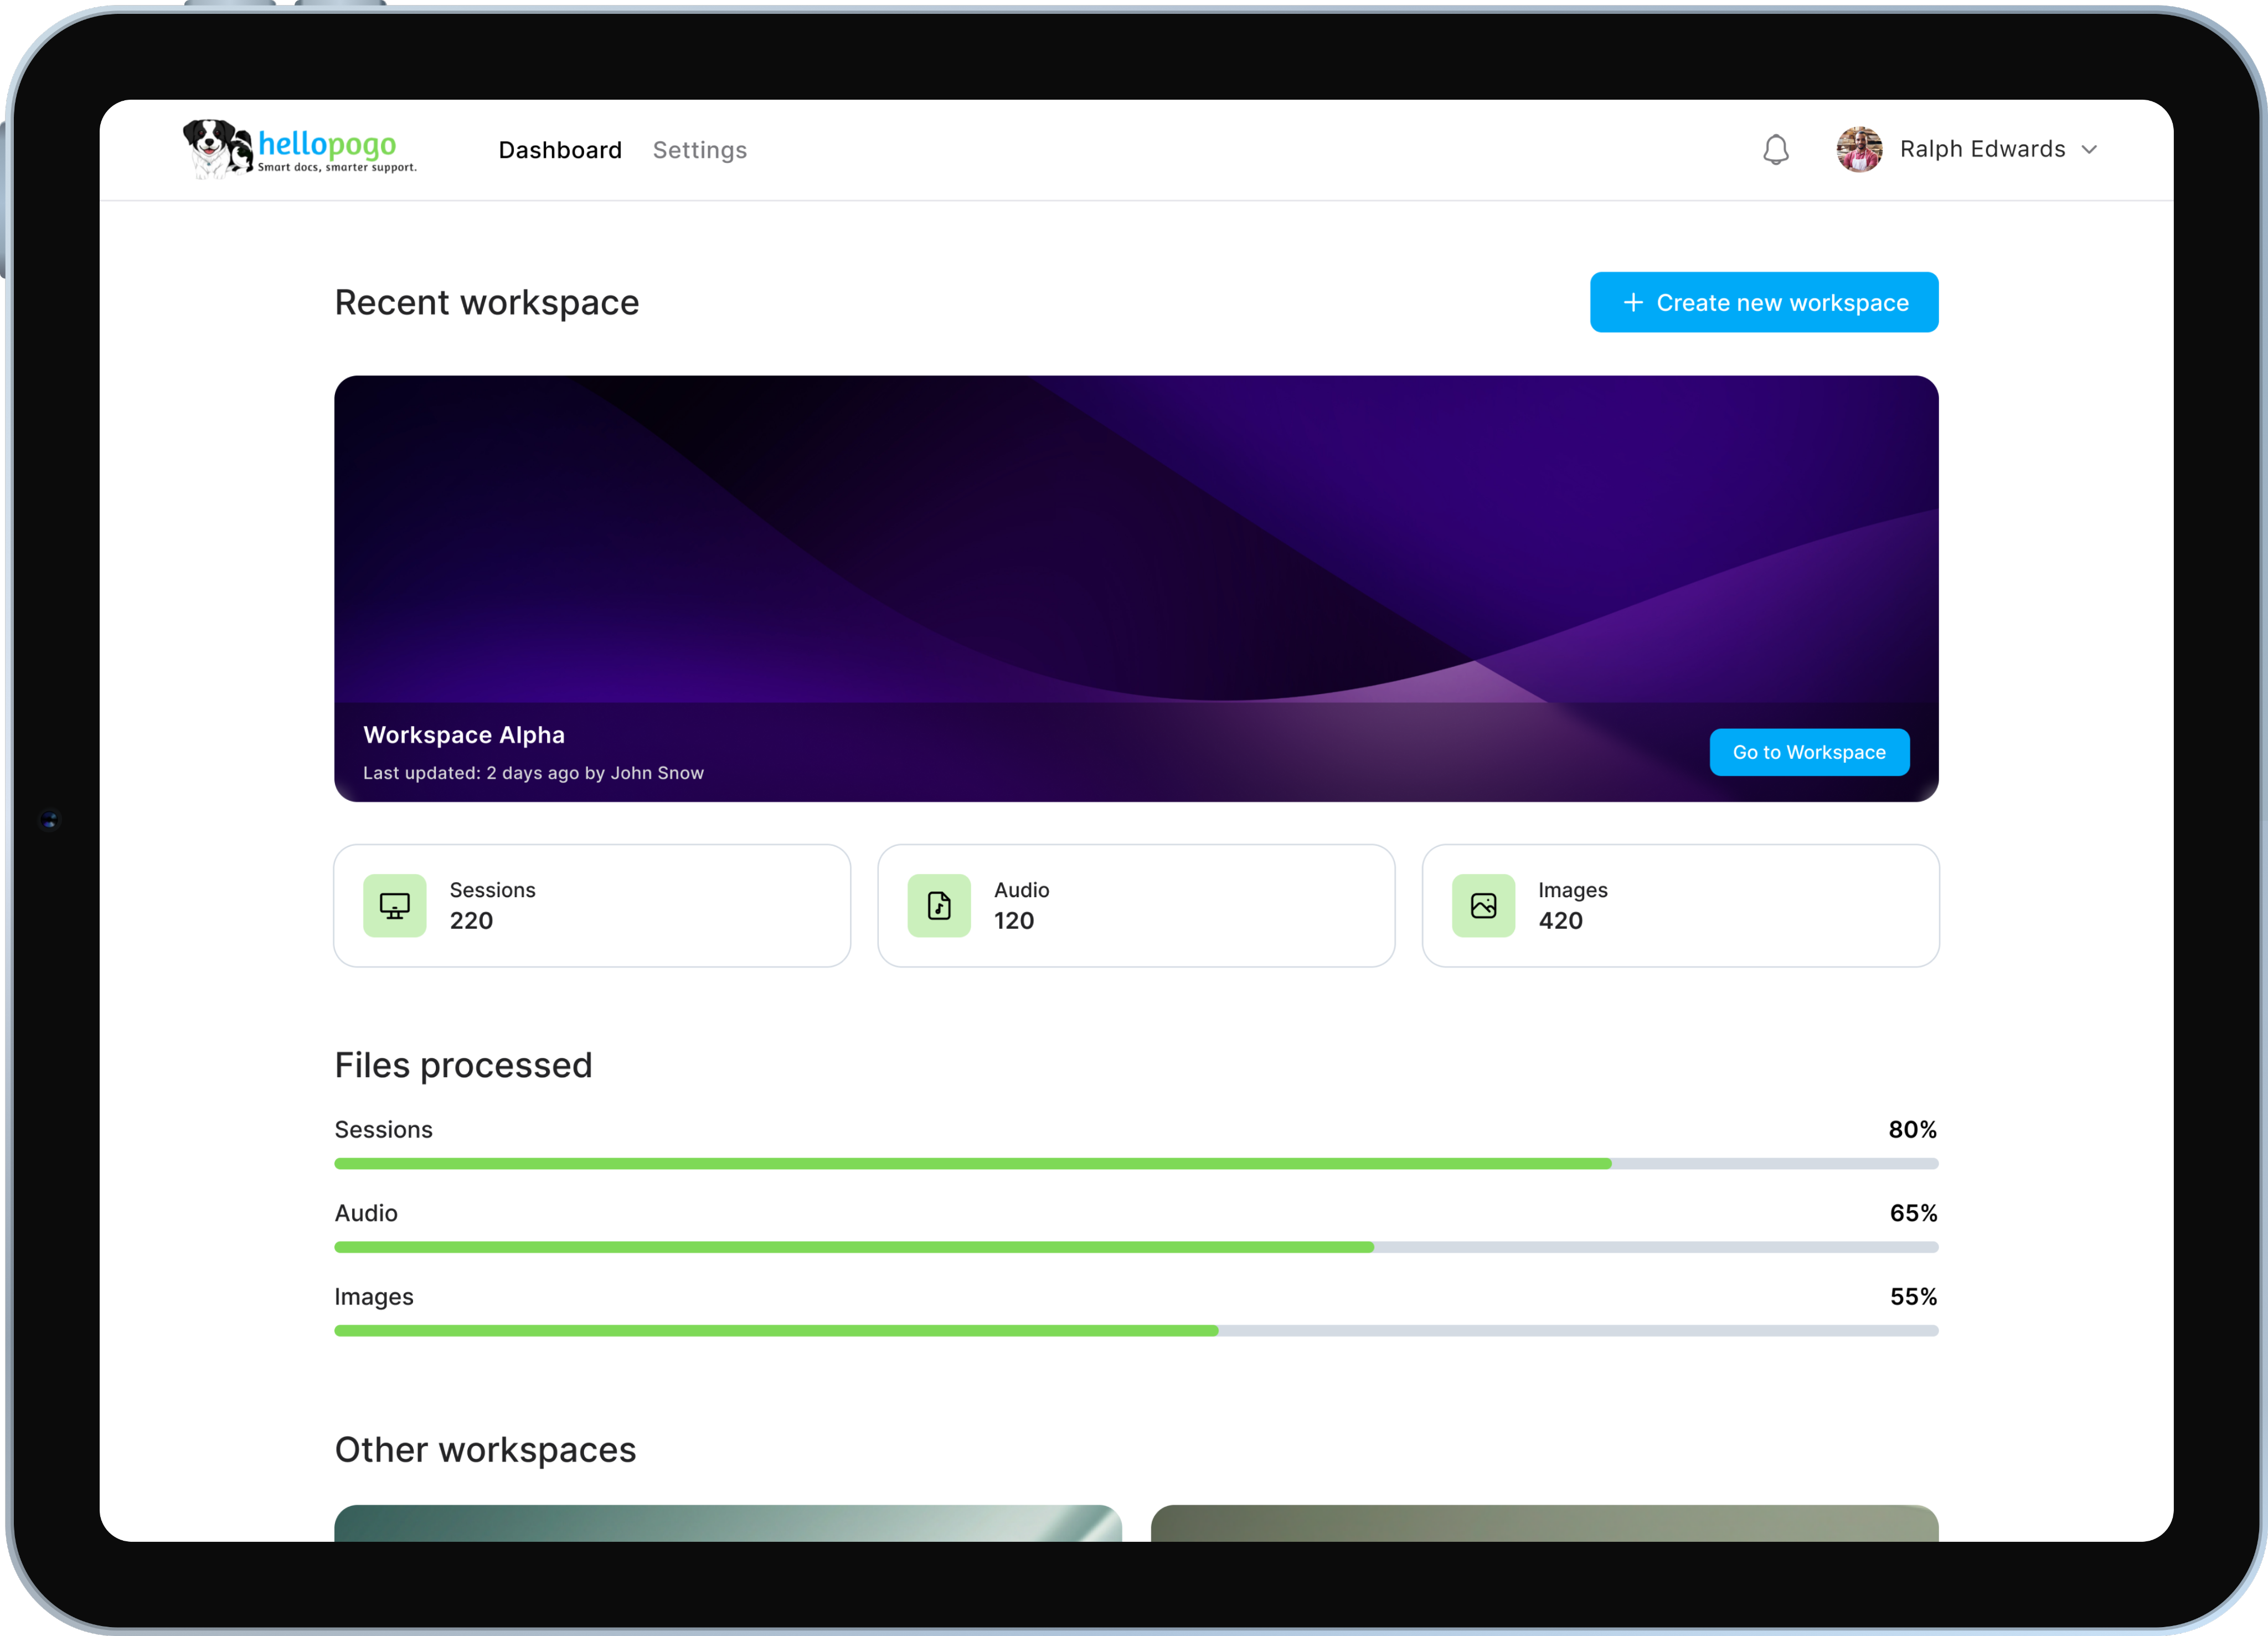 hellopogo
Smart docs, smarter support.
Dashboard
Settings
Ralph Edwards
Recent workspace
Create new workspace
Workspace Alpha
Last updated: 2 days ago by John Snow
Go to Workspace
Sessions
220
Audio
120
Images
420
Files processed
Sessions
80%
Audio
65%
Images
55%
Other workspaces